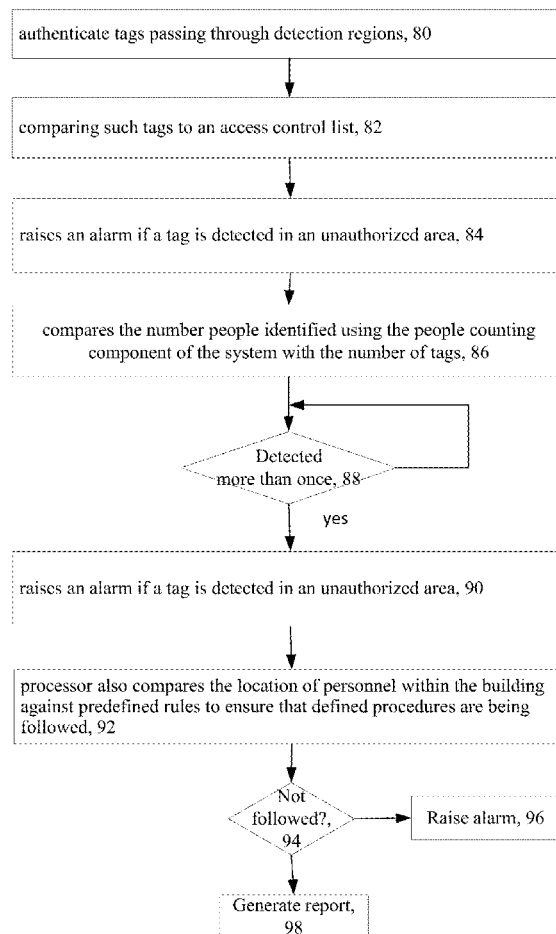 authenticate tags passing through detection regions, 80
comparing such tags to an access control list, 82
raises an alarm if a tag is detected in an unauthorized area, 84
compares the number people identified using the people counting
component of the system with the number of tags, 86
Detected
more than once, 88
yes
raises an alarm if a tag is detected in an unauthorized area, 90
processor also compares the location of personnel within the building
against predefined rules to ensure that defined procedures are being
followed, 92
Not
followed?,
94
Raise alarm, 96
Generate report,
98